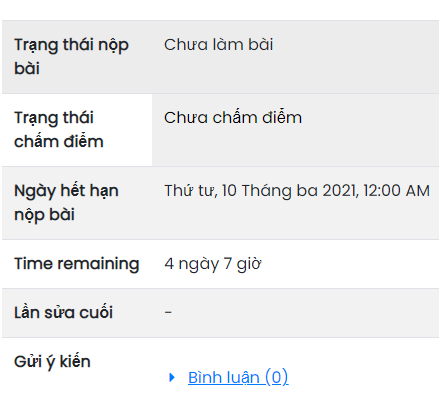 Trạng thái nộp bài
Chưa làm bài
Trạng thái chấm điểm
Chưa chấm điểm
Ngày hết hạn nộp bài
Thứ tư, 10 Tháng ba 2021, 12:00 AM
Time remaining
4 ngày 7 giờ
Lần sửa cuối
-
Gửi ý kiến
Bình luận (0)